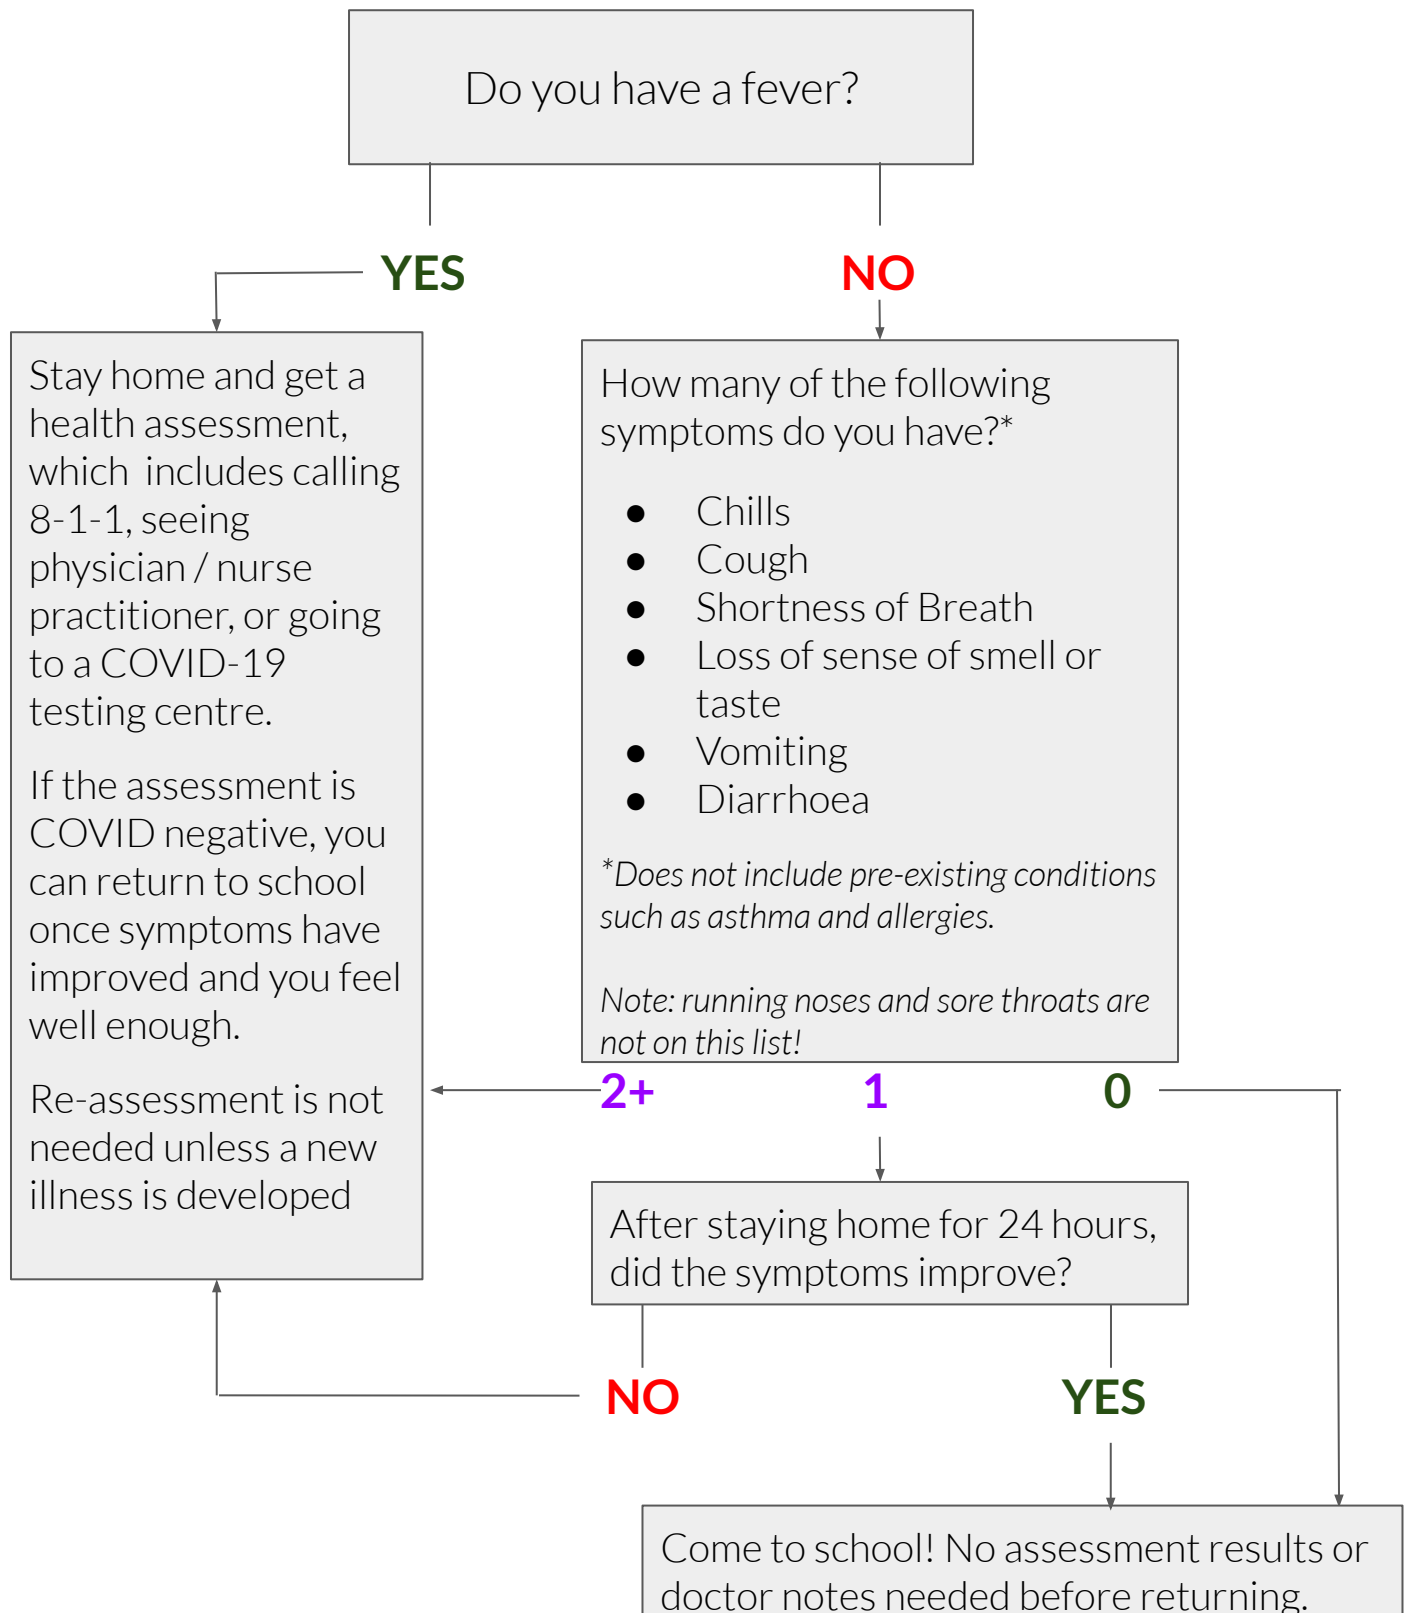 Do you have a fever?
YES
NO
Stay home and get a
health assessment,
which  includes calling
8-1-1, seeing
physician / nurse
practitioner, or going
to a COVID-19
testing centre.
If the assessment is
COVID negative, you
can return to school
once symptoms have
improved and you feel
well enough.
Re-assessment is not
needed unless a new
illness is developed
How many of the following
symptoms do you have?*
● Chills
● Cough
● Shortness of Breath
● Loss of sense of smell or
taste
● Vomiting
● Diarrhoea
*Does not include pre-existing conditions
such as asthma and allergies.
Note: running noses and sore throats are
not on this list!
2+
1
0
After staying home for 24 hours,
did the symptoms improve?
NO
YES
Come to school! No assessment results or
doctor notes needed before returning.